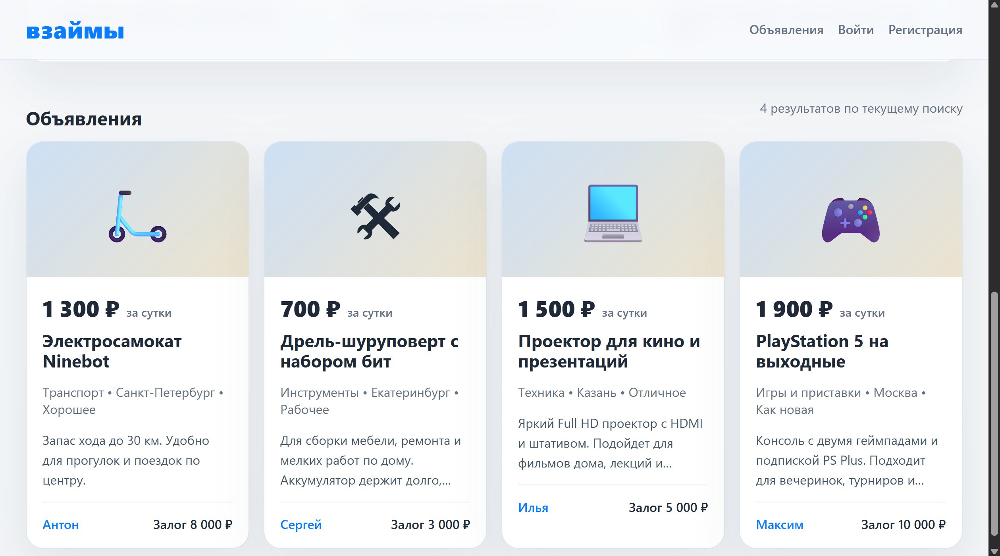 взаймы
Объявления Войти Регистрация
Объявления
4 результатов по текущему поиску
1 300 ₽ за сутки
Электросамокат
Ninebot
Транспорт • Санкт-Петербург •
Хорошее
Запас хода до 30 км. Удобно
для прогулок и поездок по
центру.
Антон Залог 8 000 ₽
700 ₽ за сутки
Дрель-шуруповерт с
набором бит
Инструменты • Екатеринбург •
Рабочее
Для сборки мебели, ремонта и
мелких работ по дому.
Аккумулятор держит долго,...
Сергей Залог 3 000 ₽
1 500 ₽ за сутки
Проектор для кино и
презентаций
Техника • Казань • Отличное
Яркий Full HD проектор с HDMI
и штативом. Подойдет для
фильмов дома, лекций и...
Илья Залог 5 000 ₽
1 900 ₽ за сутки
PlayStation 5 на
выходные
Игры и приставки • Москва •
Как новая
Консоль с двумя геймпадами и
подпиской PS Plus. Подходит
для вечеринок, турниров и...
Максим Залог 10 000 ₽